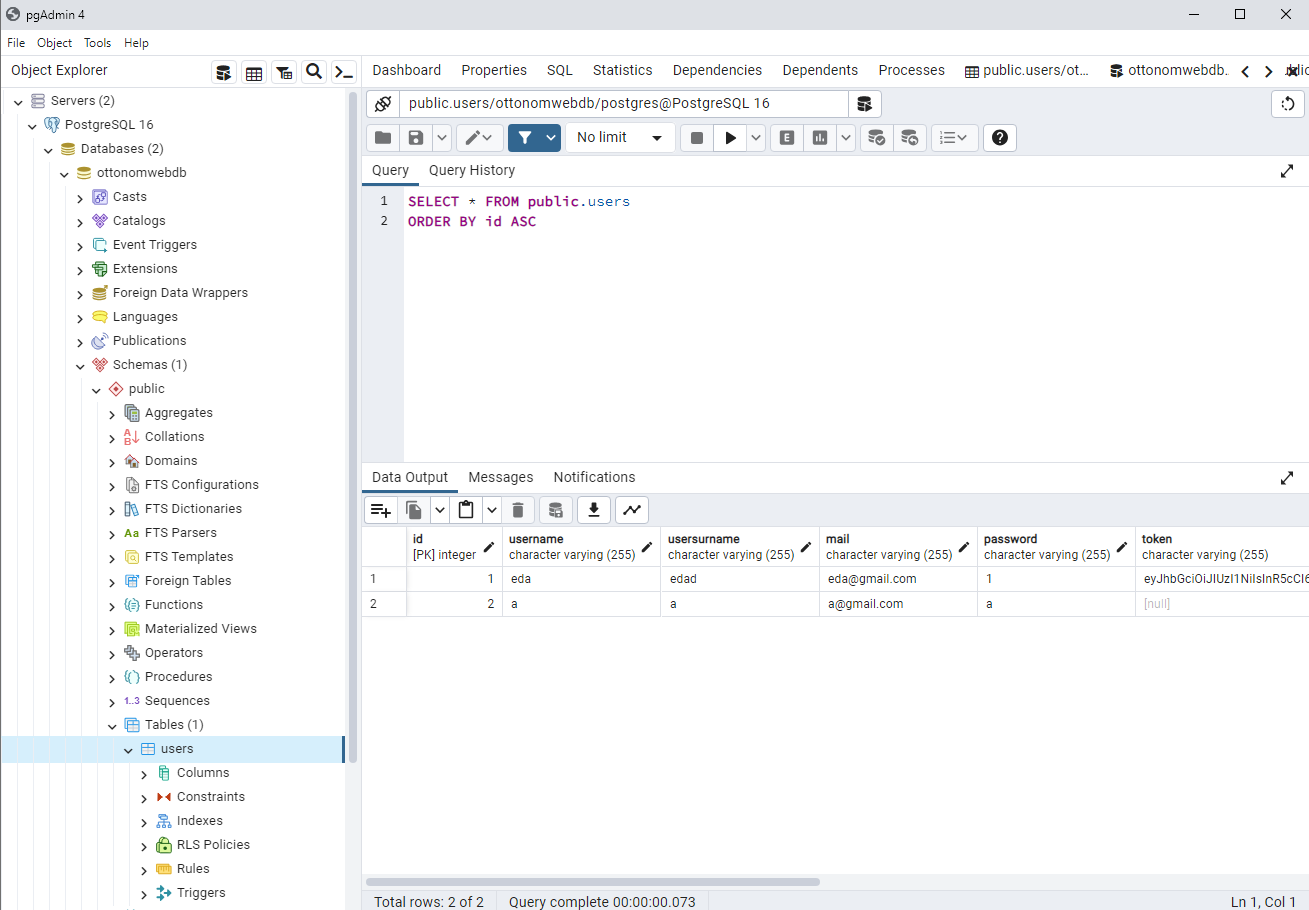 pgAdmin 4
File Object Tools Help
Object Explorer
Dashboard Properties SQL Statistics Dependencies Dependents Processes public.users/ot... ottonomwebdb..
Servers (2)
PostgreSQL 16
Databases (2)
ottonomwebdb
Casts
Catalogs
Event Triggers
Extensions
Foreign Data Wrappers
Languages
Publications
Schemas (1)
public
Aggregates
Collations
Domains
FTS Configurations
FTS Dictionaries
Aa FTS Parsers
FTS Templates
Foreign Tables
Functions
Materialized Views
Operators
Procedures
1..3 Sequences
Tables (1)
users
Columns
Constraints
Indexes
RLS Policies
Rules
Triggers
public.users/ottonomwebdb/postgres@PostgreSQL 16
No limit
E
Query Query History
1 SELECT * FROM public.users
2 ORDER BY id ASC
Data Output Messages Notifications
id username usersurname mail password token
[PK] integer character varying (255) character varying (255) character varying (255) character varying (255) character varying (255)
1 1 eda edad eda@gmail.com 1
2 2 a a a@gmail.com a [null]
Total rows: 2 of 2 Query complete 00:00:00.073 Ln 1, Col 1